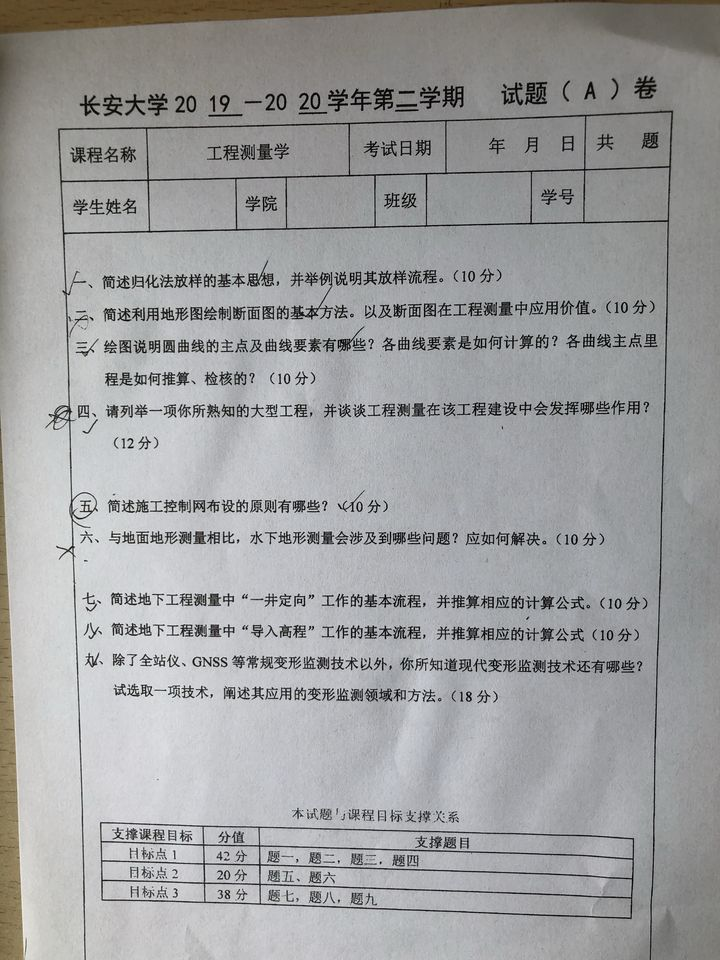 长安大学20 19 －20 20 学年第二学期 试题（ A ）卷
课程名称 工程测量学 考试日期 年 月 日 共 题
学生姓名 学院 班级 学号
一、简述归化法放样的基本思想，并举例说明其放样流程。（10 分）
二、简述利用地形图绘制断面图的基本方法。以及断面图在工程测量中应用价值。（10 分）
三、绘图说明圆曲线的主点及曲线要素有哪些？各曲线要素是如何计算的？各曲线主点里
程是如何推算、检核的？（10 分）
四、请列举一项你所熟知的大型工程，并谈谈工程测量在该工程建设中会发挥哪些作用？
（12 分）
五、简述施工控制网布设的原则有哪些？（10 分）
六、与地面地形测量相比，水下地形测量会涉及到哪些问题？应如何解决。（10 分）
七、简述地下工程测量中“一井定向”工作的基本流程，并推算相应的计算公式。（10 分）
八、简述地下工程测量中“导入高程”工作的基本流程，并推算相应的计算公式（10 分）
九、除了全站仪、GNSS 等常规变形监测技术以外，你所知道现代变形监测技术还有哪些？
试选取一项技术，阐述其应用的变形监测领域和方法。（18 分）
本试题与课程目标支撑关系
支撑课程目标 分值 支撑题目
目标点 1 42 分 题一，题二，题三，题四
目标点 2 20 分 题五、题六
目标点 3 38 分 题七，题八，题九